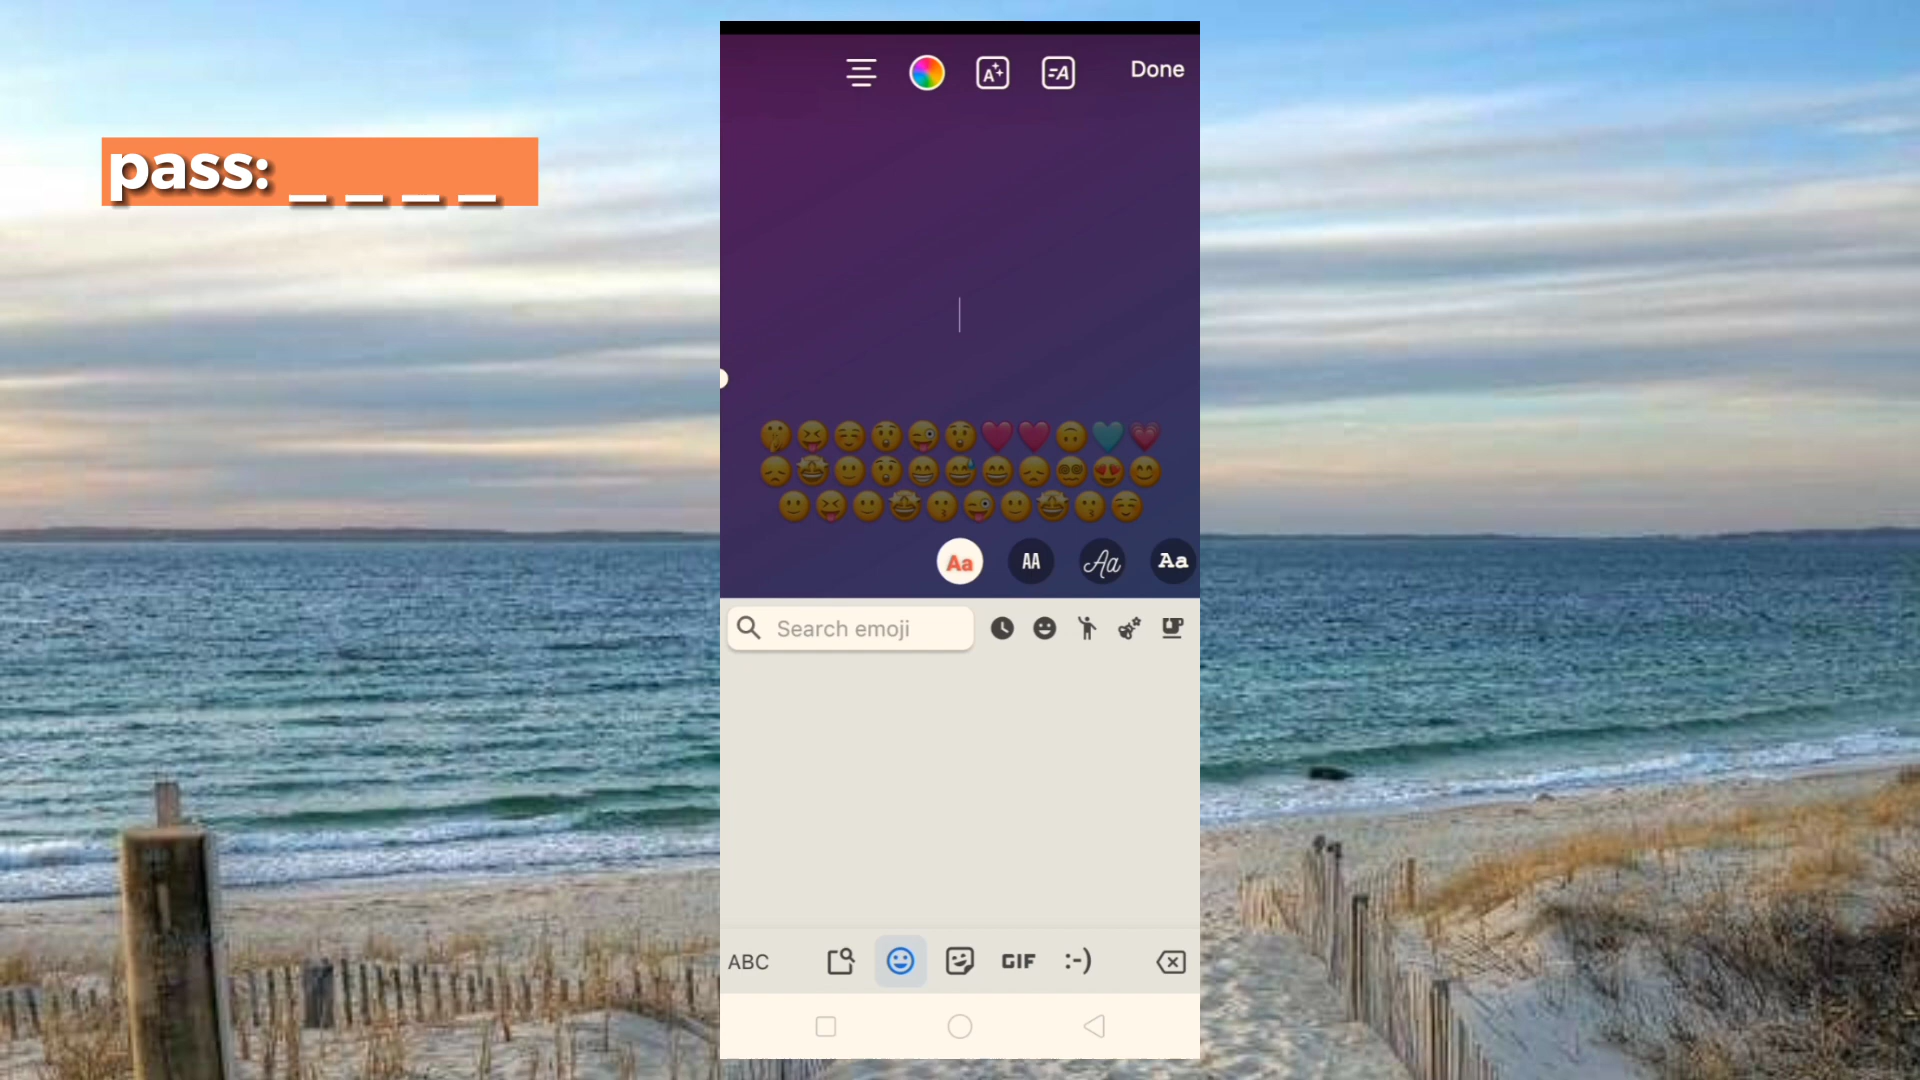 pass: _ _ _ _
Done
Aa AA Aa Aa
Search emoji
ABC GIF :-)